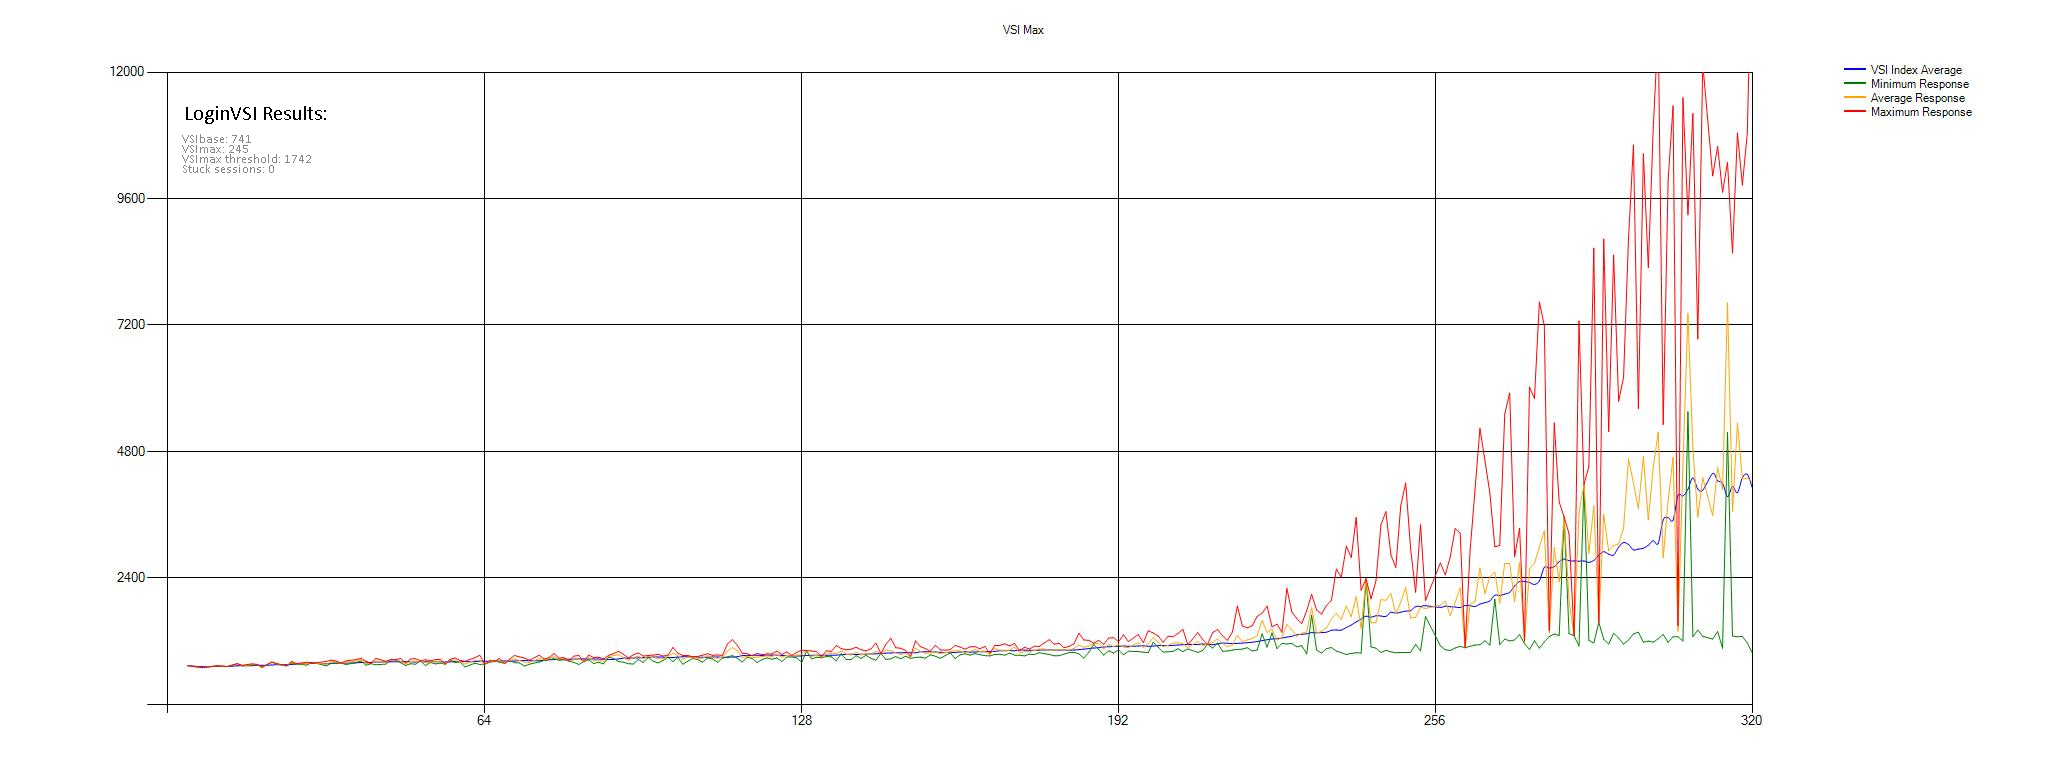 VSI Max
12000
9600
7200
4800
2400
64
128
192
256
320
LoginVSI Results:
VSIbase: 741
VSImax: 245
VSImax threshold: 1742
Stuck sessions: 0
VSI Index Average
Minimum Response
Average Response
Maximum Response